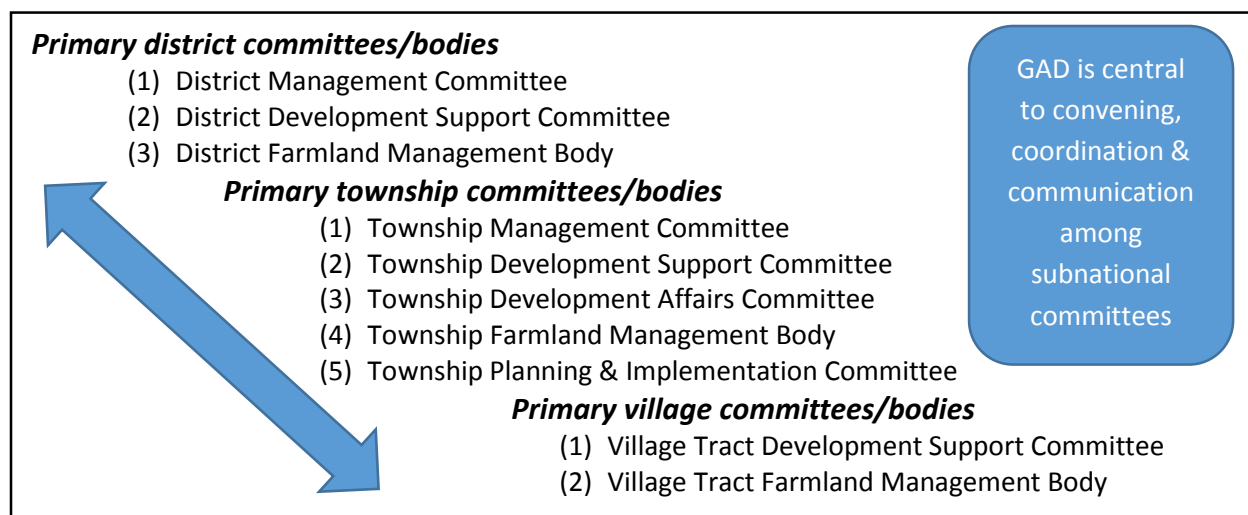 Primary district committees/bodies
(1) District Management Committee
(2) District Development Support Committee
(3) District Farmland Management Body
Primary township committees/bodies
(1) Township Management Committee
(2) Township Development Support Committee
(3) Township Development Affairs Committee
(4) Township Farmland Management Body
(5) Township Planning & Implementation Committee
Primary village committees/bodies
(1) Village Tract Development Support Committee
(2) Village Tract Farmland Management Body
GAD is central
to convening,
coordination &
communication
among
subnational
committees